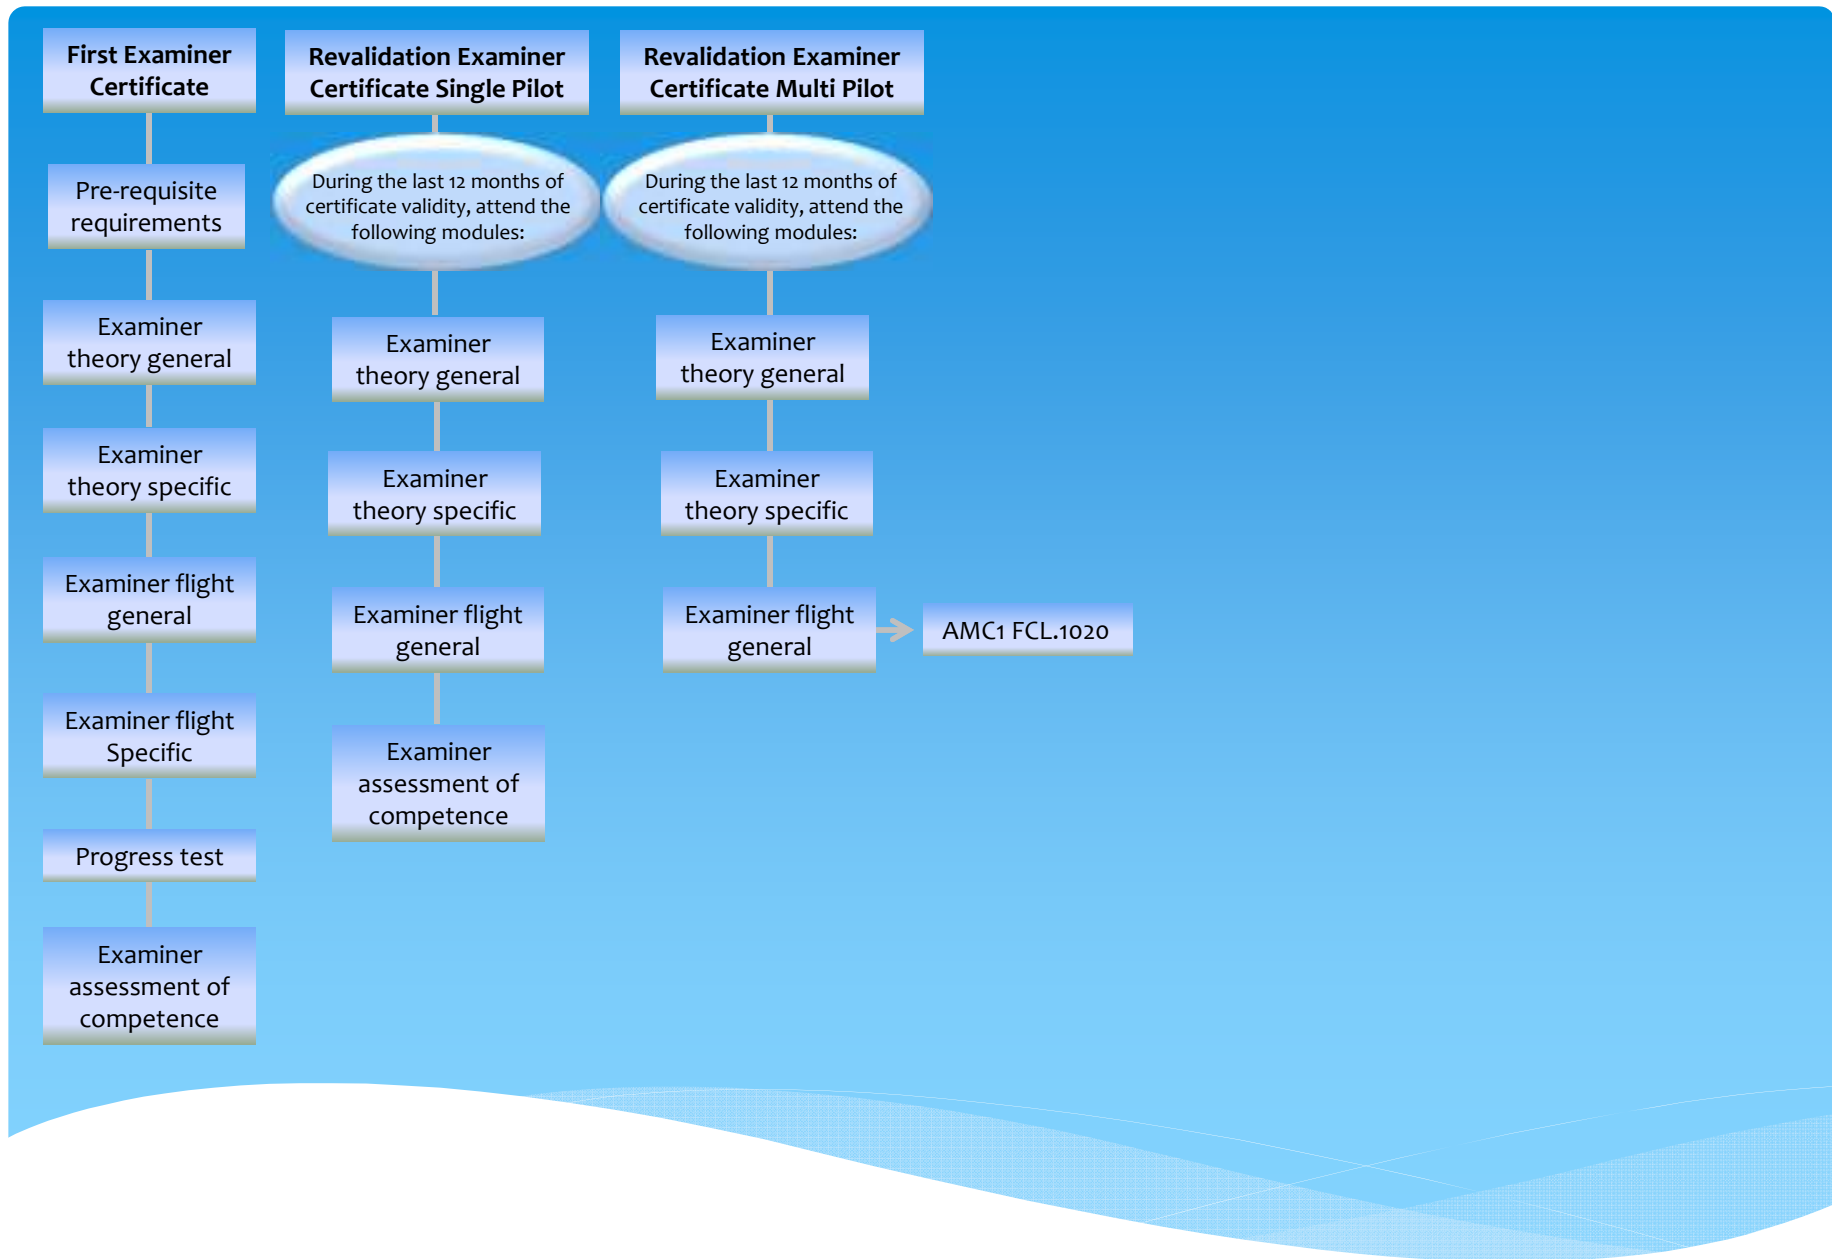 First Examiner
Certificate
Pre-requisite
requirements
Examiner
theory general
Examiner
theory specific
Examiner flight
general
Examiner flight
Specific
Progress test
Examiner
assessment of
competence
Revalidation Examiner
Certificate Single Pilot
During the last 12 months of
certificate validity, attend the
following modules:
Examiner
theory general
Examiner
theory specific
Examiner flight
general
Examiner
assessment of
competence
Revalidation Examiner
Certificate Multi Pilot
During the last 12 months of
certificate validity, attend the
following modules:
Examiner
theory general
Examiner
theory specific
Examiner flight
general
AMC1 FCL.1020